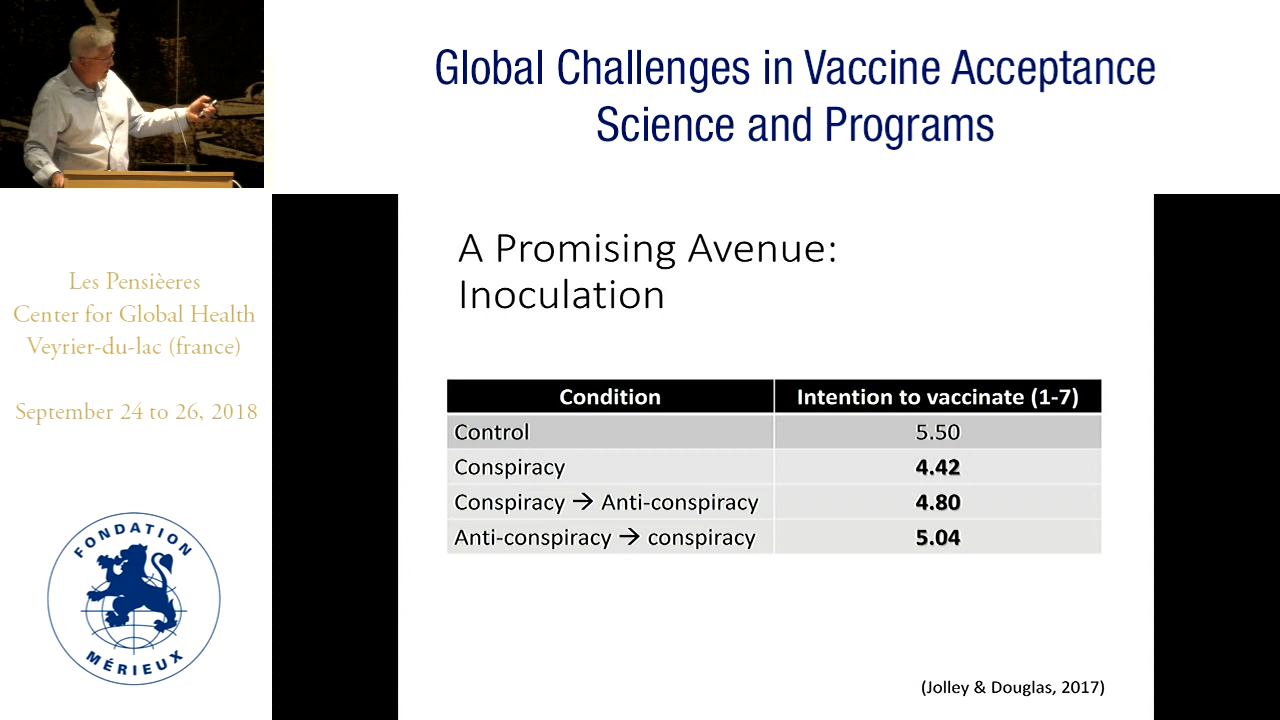 Global Challenges in Vaccine Acceptance
Science and Programs
Les Pensièeres
Center for Global Health
Veyrier-du-lac (france)
September 24 to 26, 2018
FONDATION
MÉRIEUX
A Promising Avenue:
Inoculation
Condition Intention to vaccinate (1-7)
Control 5.50
Conspiracy 4.42
Conspiracy → Anti-conspiracy 4.80
Anti-conspiracy → conspiracy 5.04
(Jolley & Douglas, 2017)